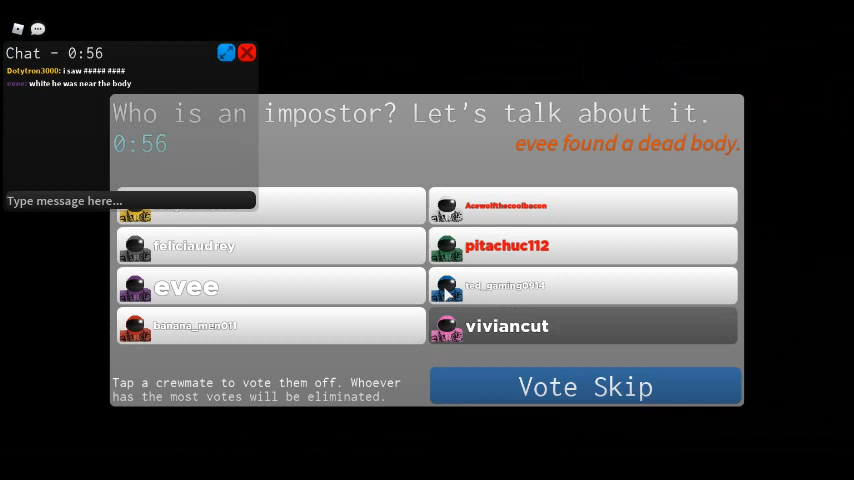 Chat - 0:56
Dotytron3000: i saw ##### ####
evee: white he was near the body
Type message here...
Who is an impostor? Let's talk about it.
0:56
evee found a dead body.
Acewolfthecoolbacon
feliciaudrey
pitachuc112
evee
ted_gaming0914
banana_men011
viviancut
Tap a crewmate to vote them off. Whoever
has the most votes will be eliminated.
Vote Skip